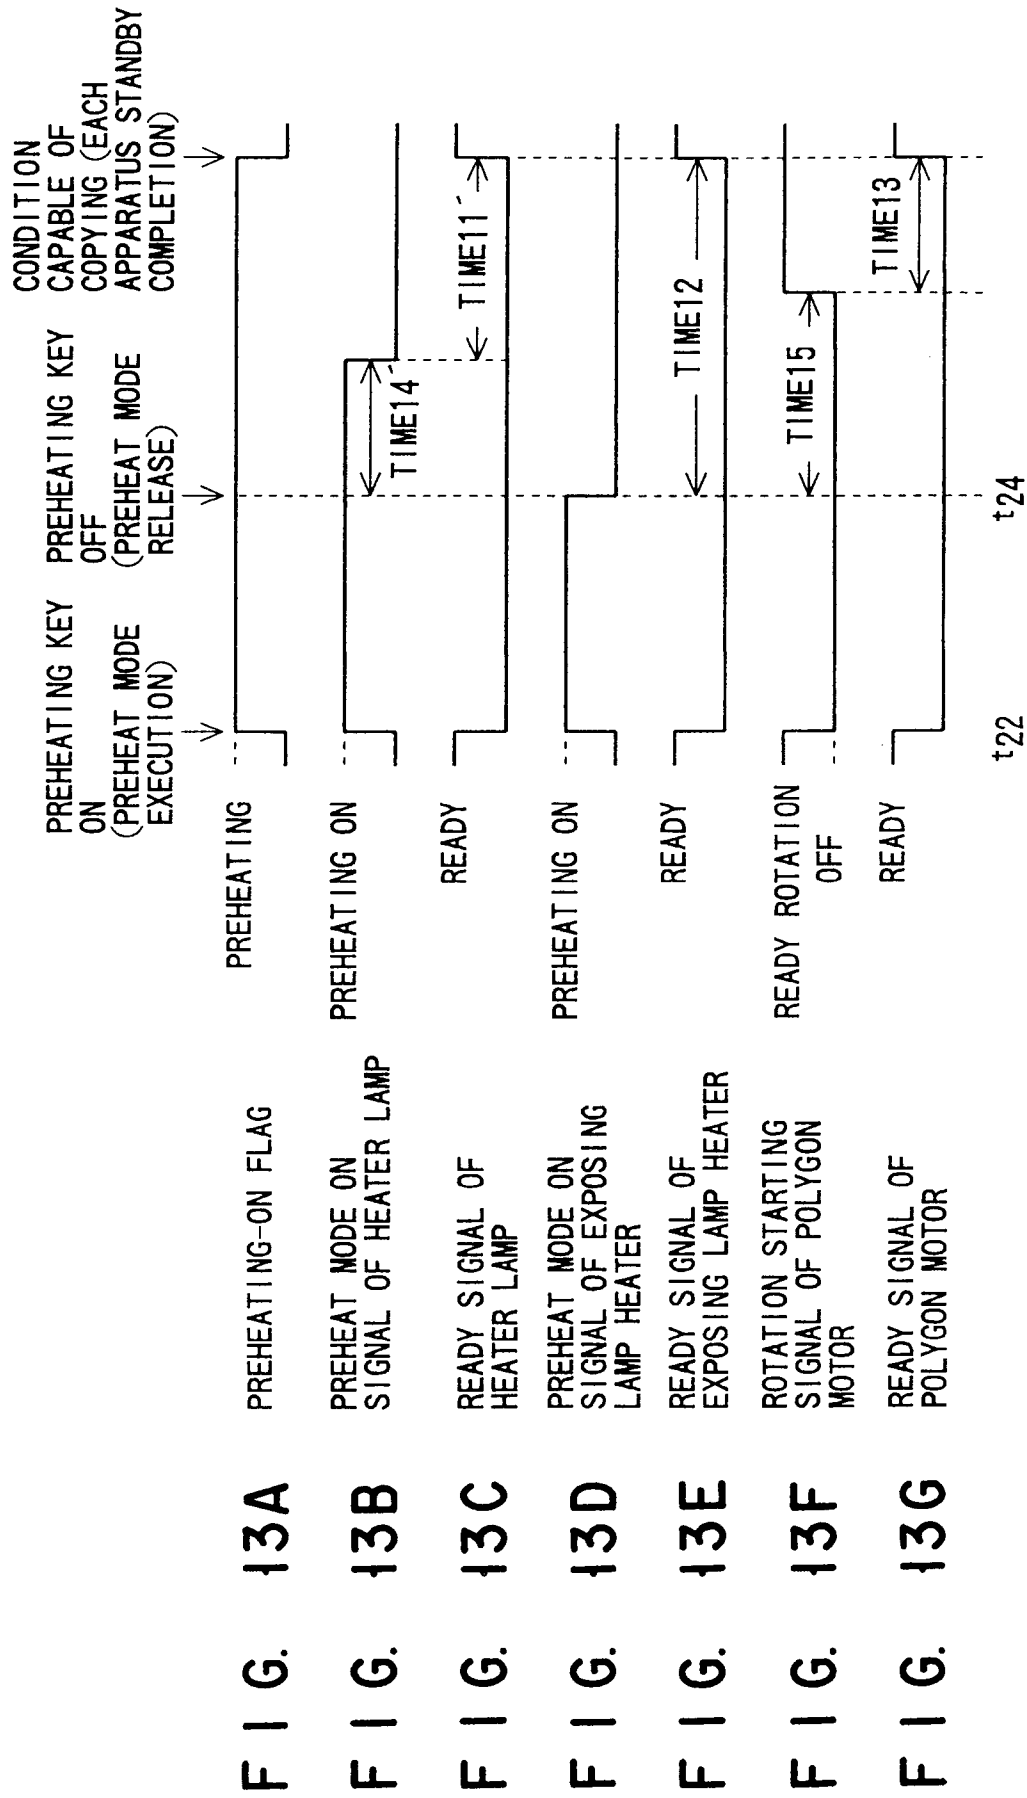 CONDITION
CAPABLE OF
COPYING (EACH
APPARATUS STANDBY
COMPLETION)
PREHEATING KEY
OFF
(PREHEAT MODE
RELEASE)
PREHEATING KEY
ON
(PREHEAT MODE
EXECUTION)
FIG. 13A
PREHEATING-ON FLAG
PREHEATING
FIG. 13B
PREHEAT MODE ON
SIGNAL OF HEATER LAMP
PREHEATING ON
TIME14´
FIG. 13C
READY SIGNAL OF
HEATER LAMP
READY
TIME11´
FIG. 13D
PREHEAT MODE ON
SIGNAL OF EXPOSING
LAMP HEATER
PREHEATING ON
FIG. 13E
READY SIGNAL OF
EXPOSING LAMP HEATER
READY
TIME12
FIG. 13F
ROTATION STARTING
SIGNAL OF POLYGON
MOTOR
READY ROTATION
OFF
TIME15
FIG. 13G
READY SIGNAL OF
POLYGON MOTOR
READY
TIME13
t22
t24